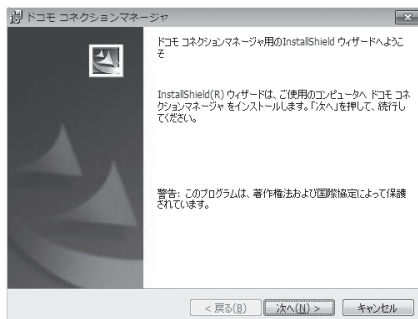 ドコモ コネクションマネージャ
ドコモ コネクションマネージャ用のInstallShield ウィザードへようこ
そ
InstallShield(R) ウィザードは、ご使用のコンピュータへ ドコモ コネ
クションマネージャ をインストールします。「次へ」を押して、続行し
てください。
警告: このプログラムは、著作権法および国際協定によって保護
されています。
< 戻る(B)
次へ(N) >
キャンセル